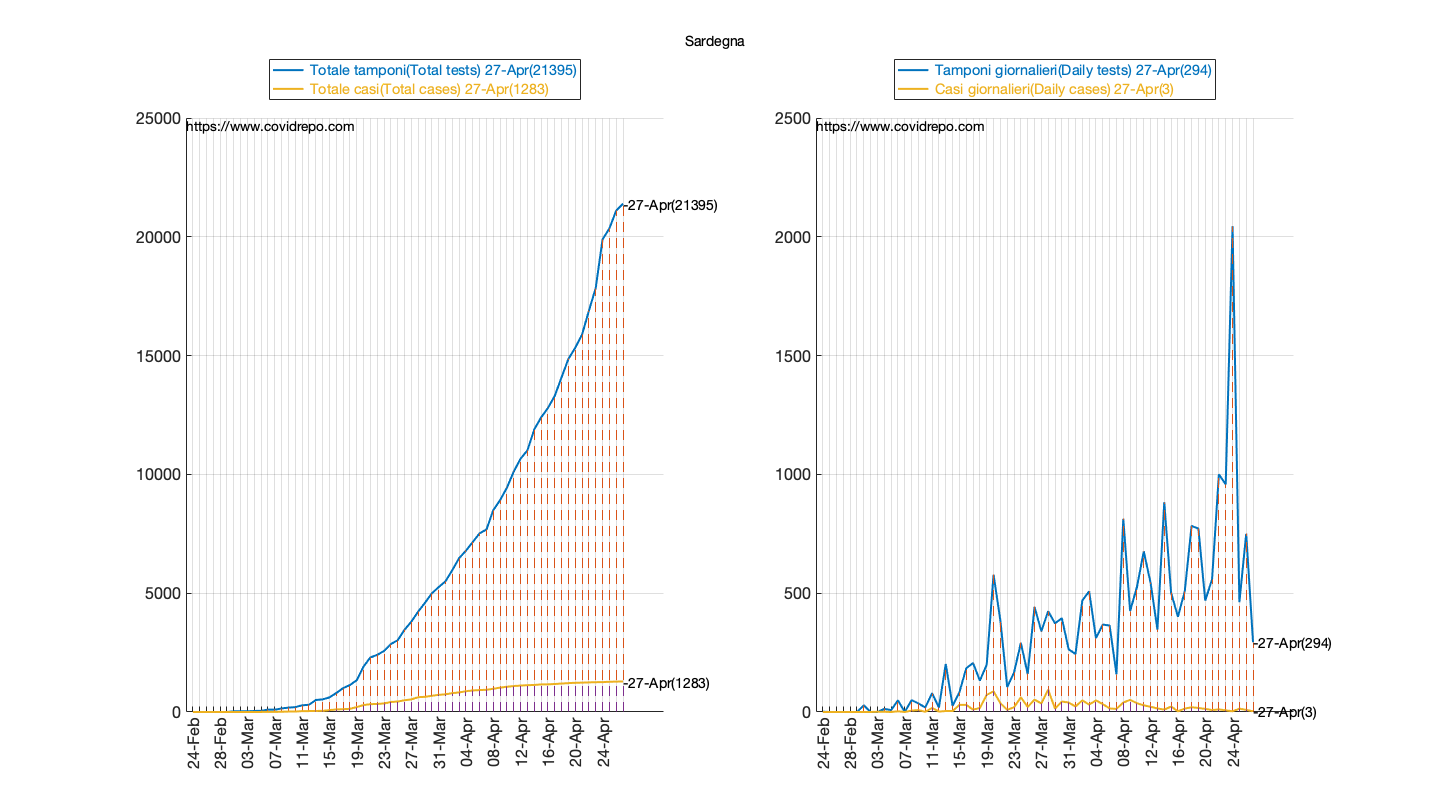 Sardegna
Totale tamponi(Total tests) 27-Apr(21395)
Totale casi(Total cases) 27-Apr(1283)
https://www.covidrepo.com
25000
20000
15000
10000
5000
0
-27-Apr(21395)
-27-Apr(1283)
24-Feb
28-Feb
03-Mar
07-Mar
11-Mar
15-Mar
19-Mar
23-Mar
27-Mar
31-Mar
04-Apr
08-Apr
12-Apr
16-Apr
20-Apr
24-Apr
Tamponi giornalieri(Daily tests) 27-Apr(294)
Casi giornalieri(Daily cases) 27-Apr(3)
https://www.covidrepo.com
2500
2000
1500
1000
500
0
-27-Apr(294)
-27-Apr(3)
24-Feb
28-Feb
03-Mar
07-Mar
11-Mar
15-Mar
19-Mar
23-Mar
27-Mar
31-Mar
04-Apr
08-Apr
12-Apr
16-Apr
20-Apr
24-Apr